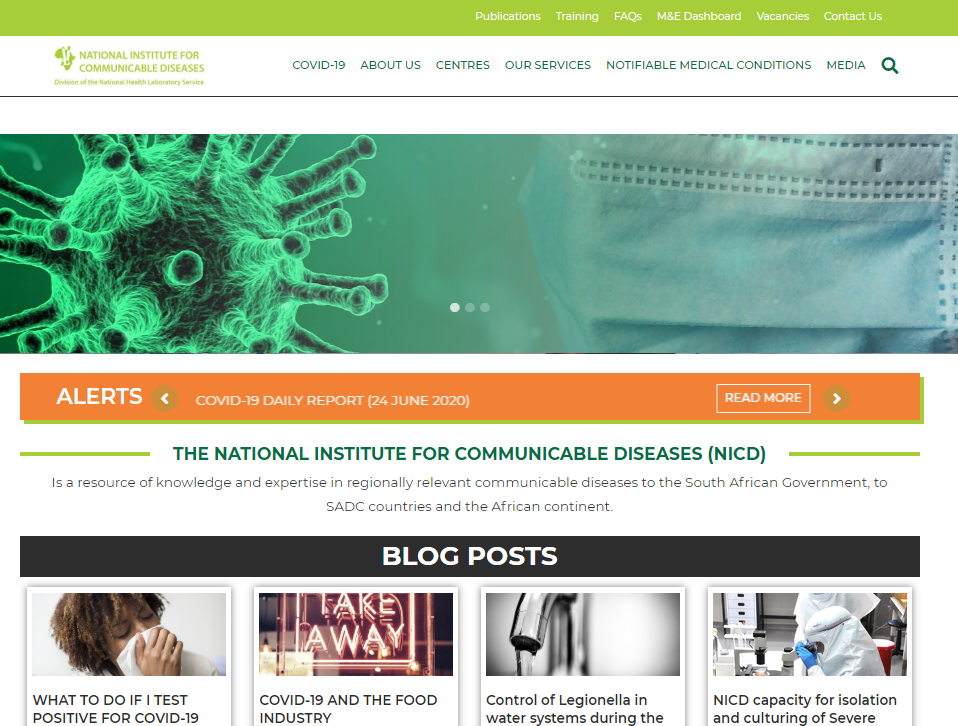 Publications Training FAQs M&E Dashboard Vacancies Contact Us
NATIONAL INSTITUTE FOR
COMMUNICABLE DISEASES
Division of the National Health Laboratory Service
COVID-19 ABOUT US CENTRES OUR SERVICES NOTIFIABLE MEDICAL CONDITIONS MEDIA
ALERTS COVID-19 DAILY REPORT (24 JUNE 2020) READ MORE
THE NATIONAL INSTITUTE FOR COMMUNICABLE DISEASES (NICD)
Is a resource of knowledge and expertise in regionally relevant communicable diseases to the South African Government, to
SADC countries and the African continent.
BLOG POSTS
TAKE
AWAY
WHAT TO DO IF I TEST
POSITIVE FOR COVID-19
COVID-19 AND THE FOOD
INDUSTRY
Control of Legionella in
water systems during the
NICD capacity for isolation
and culturing of Severe